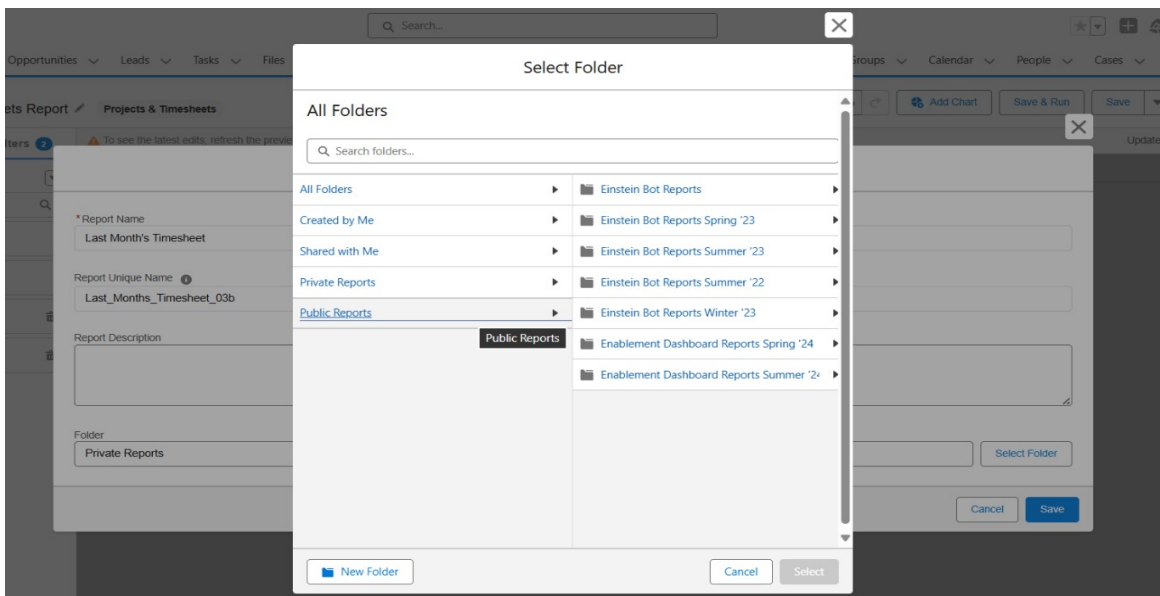 Search...
Opportunities Leads Tasks Files Groups Calendar People Cases
ets Report Projects & Timesheets Add Chart Save & Run Save
lters 2 To see the latest edits, refresh the previe Update
Select Folder
All Folders
Search folders...
All Folders Einstein Bot Reports
Created by Me Einstein Bot Reports Spring '23
Shared with Me Einstein Bot Reports Summer '23
Private Reports Einstein Bot Reports Summer '22
Public Reports Einstein Bot Reports Winter '23
Public Reports Enablement Dashboard Reports Spring '24
Enablement Dashboard Reports Summer '24
*Report Name
Last Month's Timesheet
Report Unique Name
Last_Months_Timesheet_03b
Report Description
Folder
Private Reports Select Folder
Cancel Save
New Folder Cancel Select